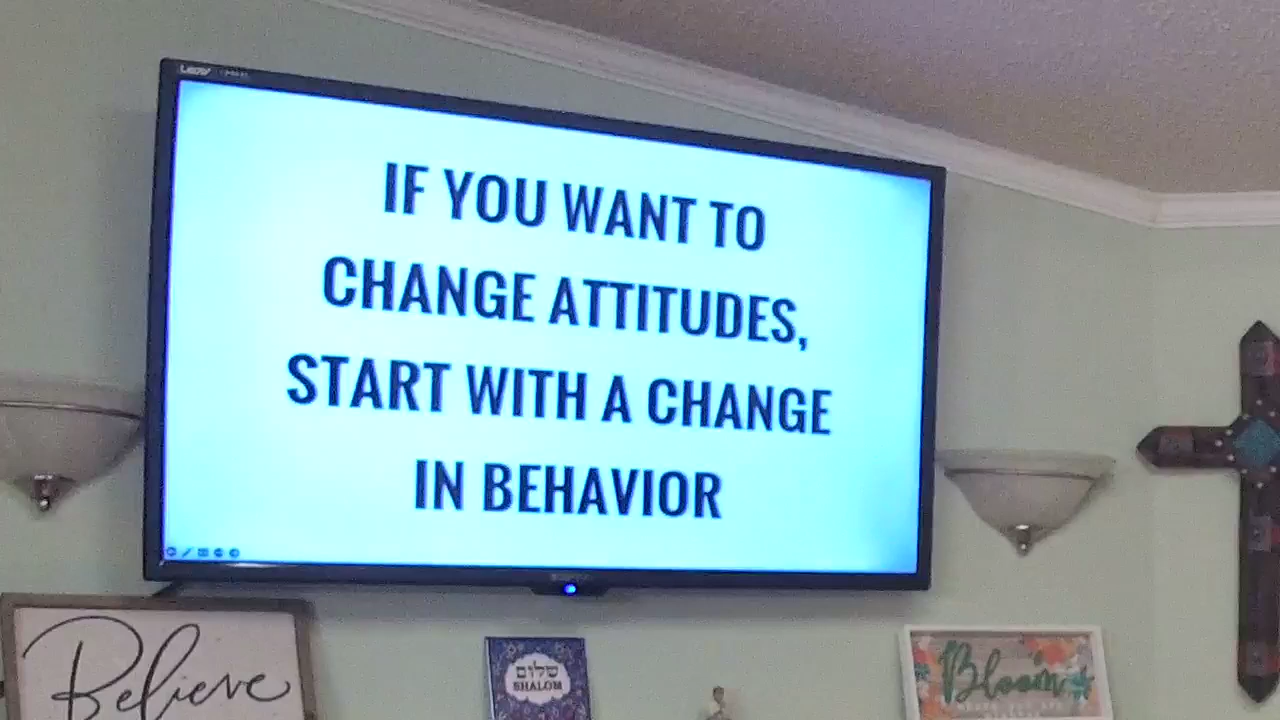 IF YOU WANT TO
CHANGE ATTITUDES,
START WITH A CHANGE
IN BEHAVIOR
Believe
שלום
SHALOM
Bloom